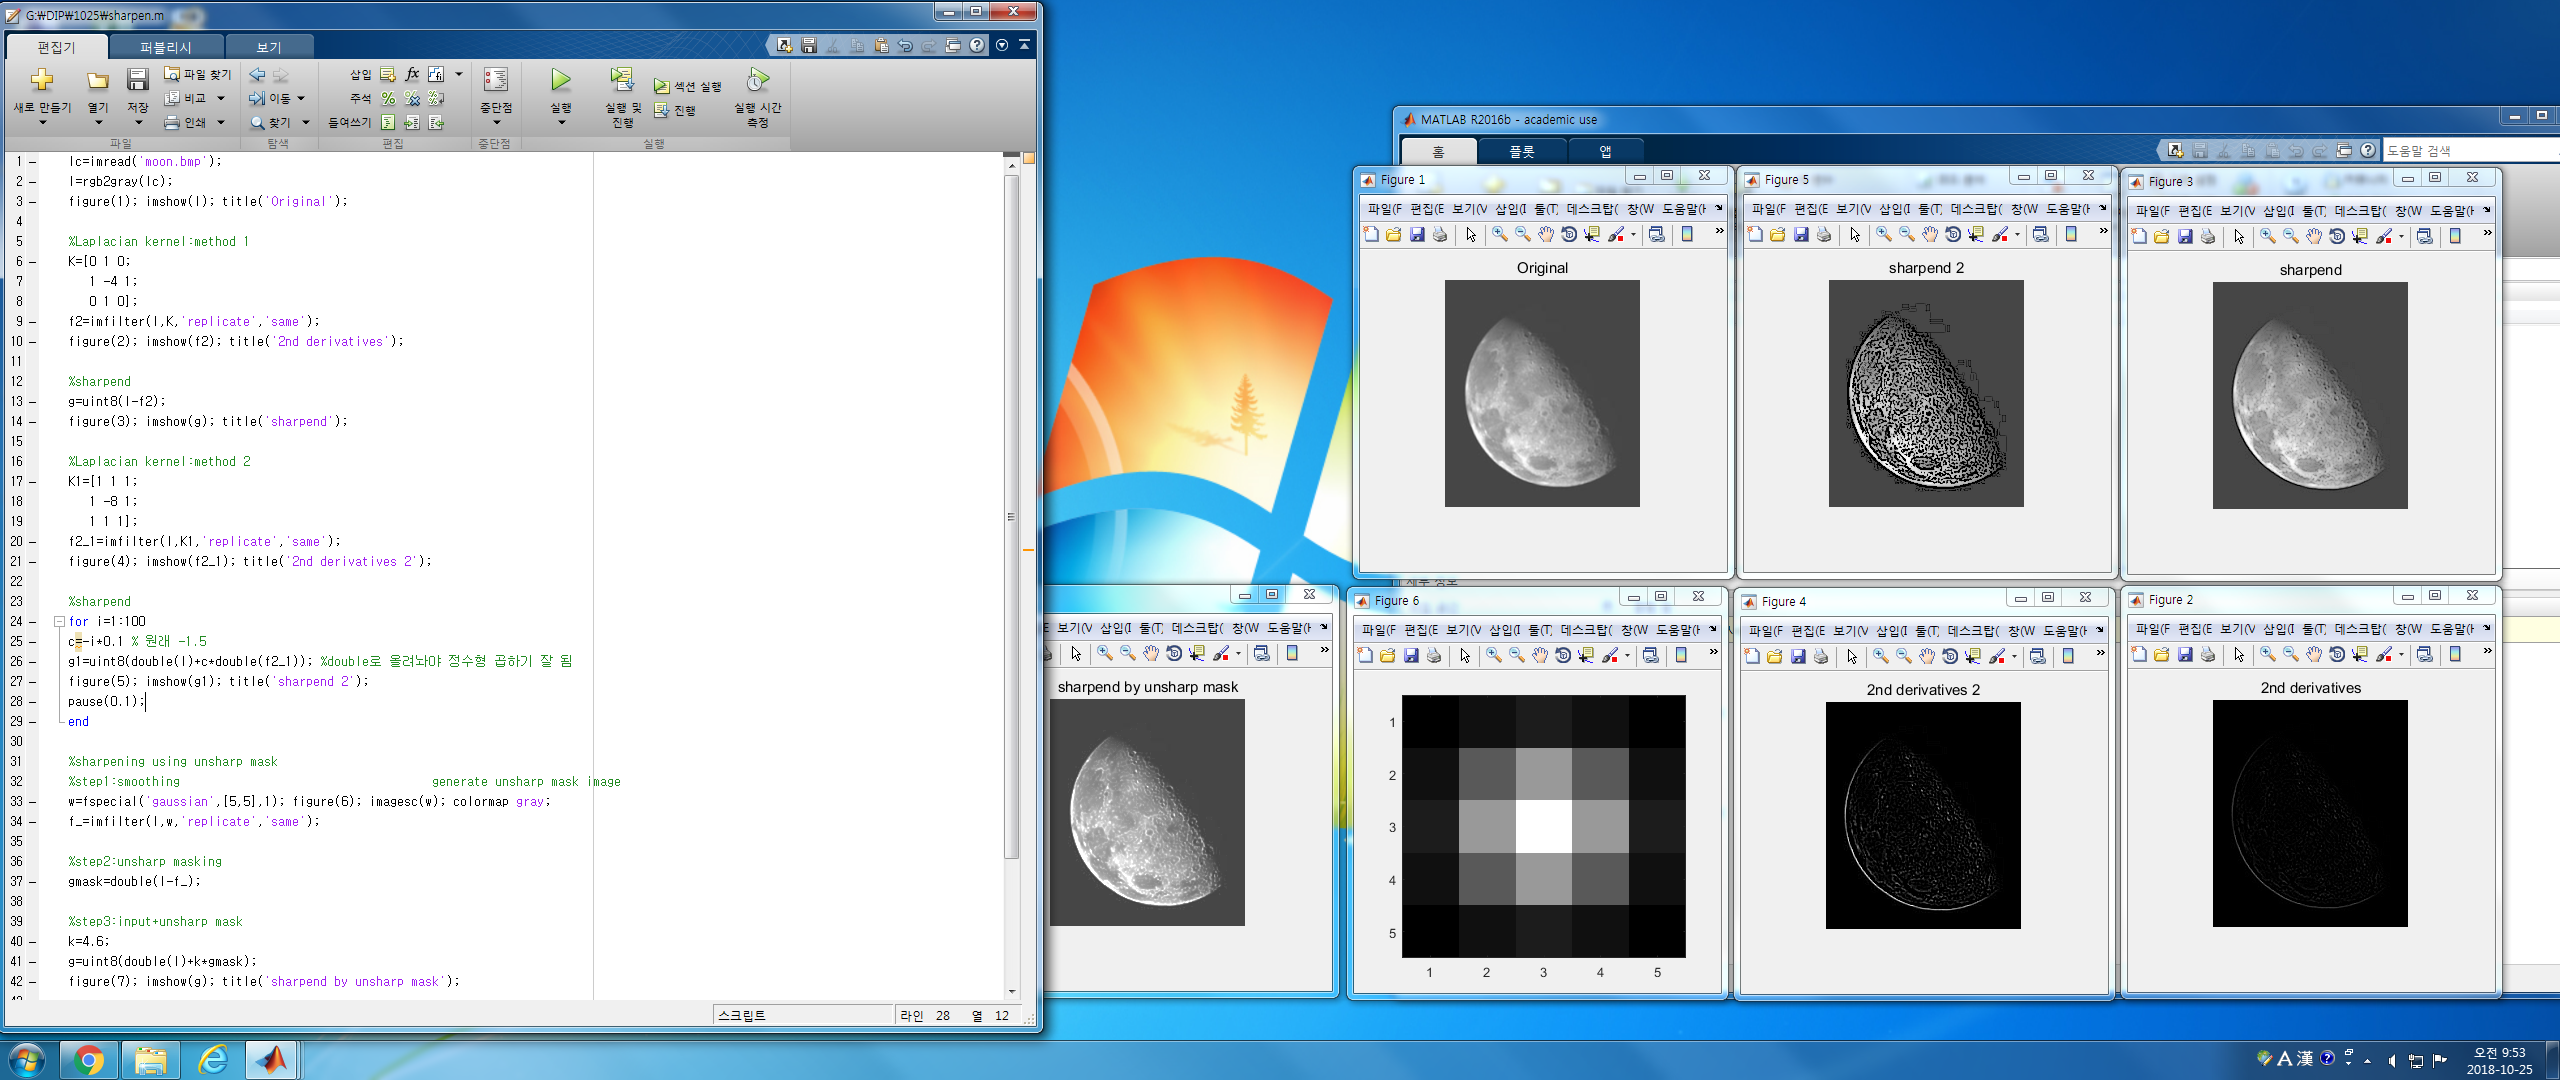 G:₩DIP₩1025₩sharpen.m
편집기 퍼블리시 보기
새로 만들기 열기 저장 파일 찾기 비교 인쇄
이동 찾기
삽입 fx
주석
들여쓰기
중단점
실행 실행 및 진행 섹션 실행 진행 실행 시간 측정
파일 탐색 편집 중단점 실행
1 Ic=imread('moon.bmp');
2 I=rgb2gray(Ic);
3 figure(1); imshow(I); title('Original');
4
5 %Laplacian kernel:method 1
6 K=[0 1 0;
7 1 -4 1;
8 0 1 0];
9 f2=imfilter(I,K,'replicate','same');
10 figure(2); imshow(f2); title('2nd derivatives');
11
12 %sharpend
13 g=uint8(I-f2);
14 figure(3); imshow(g); title('sharpend');
15
16 %Laplacian kernel:method 2
17 K1=[1 1 1;
18 1 -8 1;
19 1 1 1];
20 f2_1=imfilter(I,K1,'replicate','same');
21 figure(4); imshow(f2_1); title('2nd derivatives 2');
22
23 %sharpend
24 for i=1:100
25 c=-i*0.1 % 원래 -1.5
26 g1=uint8(double(I)+c*double(f2_1)); %double로 올려놔야 정수형 곱하기 잘 됨
27 figure(5); imshow(g1); title('sharpend 2');
28 pause(0.1);
29 end
30
31 %sharpening using unsharp mask
32 %step1:smoothing generate unsharp mask image
33 w=fspecial('gaussian',[5,5],1); figure(6); imagesc(w); colormap gray;
34 f_=imfilter(I,w,'replicate','same');
35
36 %step2:unsharp masking
37 gmask=double(I-f_);
38
39 %step3:input+unsharp mask
40 k=4.6;
41 g=uint8(double(I)+k*gmask);
42 figure(7); imshow(g); title('sharpend by unsharp mask');
스크립트 라인 28 열 12
MATLAB R2016b - academic use
홈 플롯 앱
도움말 검색
Figure 1
파일(F 편집(E 보기(V 삽입(I 툴(T) 데스크탑( 창(W 도움말(H
Original
Figure 5
파일(F 편집(E 보기(V 삽입(I 툴(T) 데스크탑( 창(W 도움말(H
sharpend 2
Figure 3
파일(F 편집(E 보기(V 삽입(I 툴(T) 데스크탑( 창(W 도움말(H
sharpend
E 보기(V 삽입(I 툴(T) 데스크탑( 창(W 도움말(H
sharpend by unsharp mask
Figure 6
파일(F 편집(E 보기(V 삽입(I 툴(T) 데스크탑( 창(W 도움말(H
1
2
3
4
5
1 2 3 4 5
Figure 4
파일(F 편집(E 보기(V 삽입(I 툴(T) 데스크탑( 창(W 도움말(H
2nd derivatives 2
Figure 2
파일(F 편집(E 보기(V 삽입(I 툴(T) 데스크탑( 창(W 도움말(H
2nd derivatives
A 漢
오전 9:53
2018-10-25